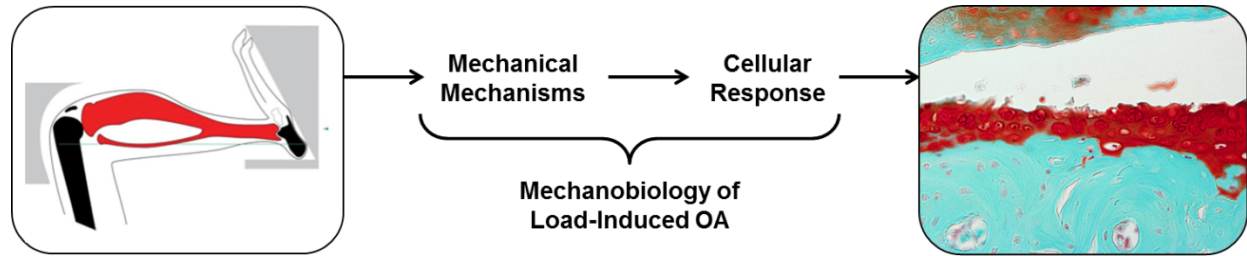 Mechanical
Mechanisms
Cellular
Response
Mechanobiology of
Load-Induced OA